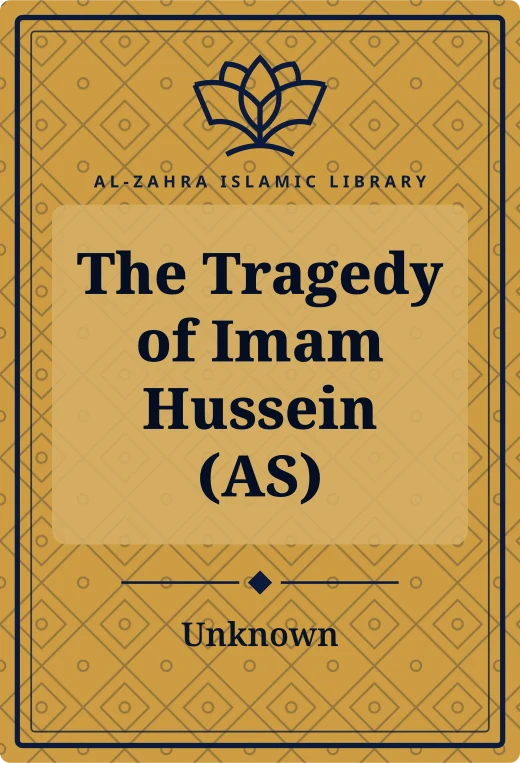 AL-ZAHRA ISLAMIC LIBRARY
The Tragedy
of Imam
Hussein
(AS)
Unknown